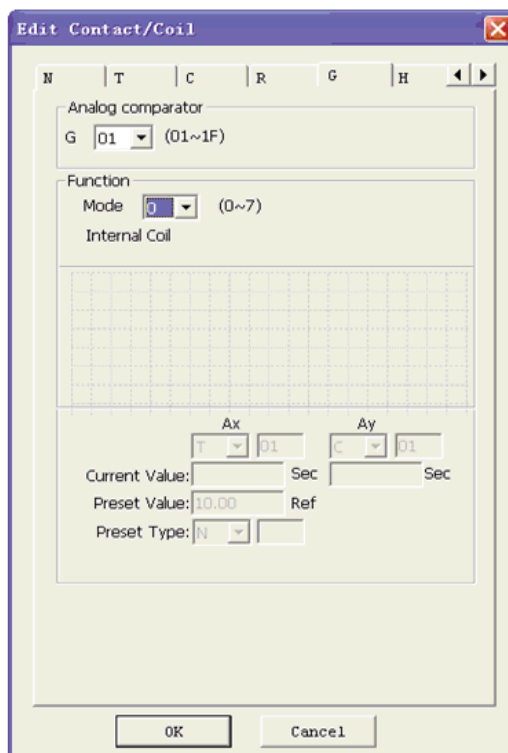 Edit Contact/Coil
N T C R G H
Analog comparator
G 01 (01~1F)
Function
Mode 0 (0~7)
Internal Coil
Ax Ay
T 01 C 01
Current Value: Sec Sec
Preset Value: 10.00 Ref
Preset Type: N
OK Cancel